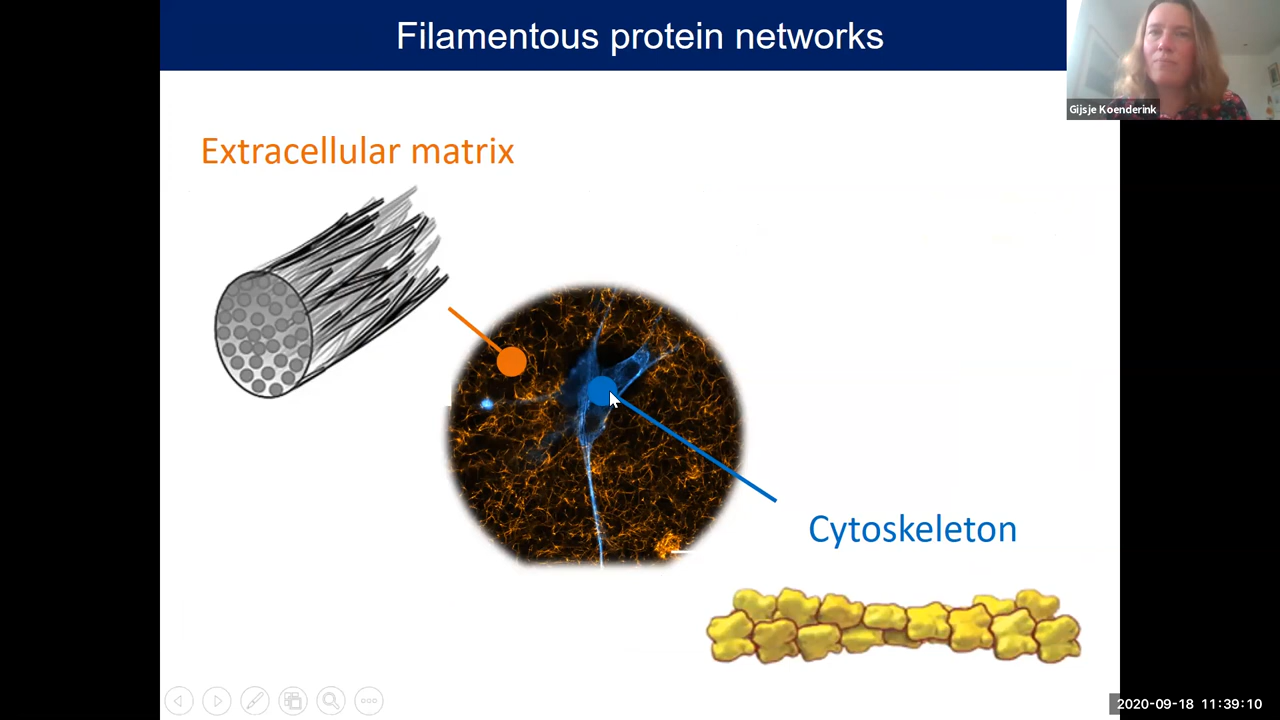 Filamentous protein networks
Gijsje Koenderink
Extracellular matrix
Cytoskeleton
2020-09-18 11:39:10